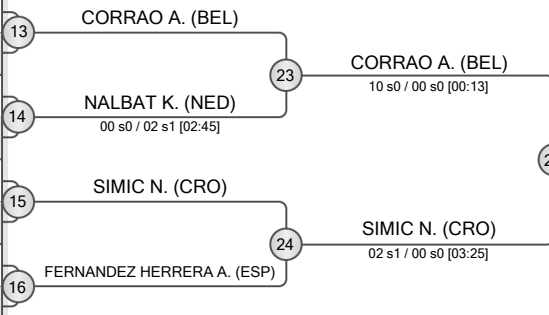 13
CORRAO A. (BEL)
23
CORRAO A. (BEL)
10 s0 / 00 s0 [00:13]
14
NALBAT K. (NED)
00 s0 / 02 s1 [02:45]
15
SIMIC N. (CRO)
24
SIMIC N. (CRO)
02 s1 / 00 s0 [03:25]
16
FERNANDEZ HERRERA A. (ESP)